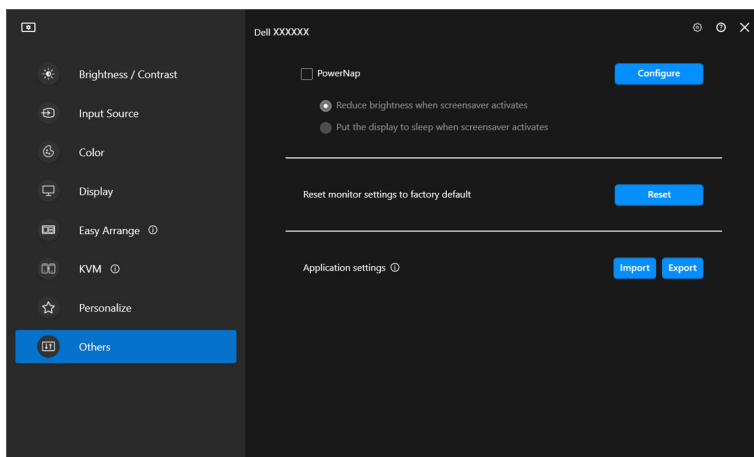 Dell XXXXXX
Brightness / Contrast
Input Source
Color
Display
Easy Arrange
KVM
Personalize
Others
PowerNap
Configure
Reduce brightness when screensaver activates
Put the display to sleep when screensaver activates
Reset monitor settings to factory default
Reset
Application settings
Import
Export